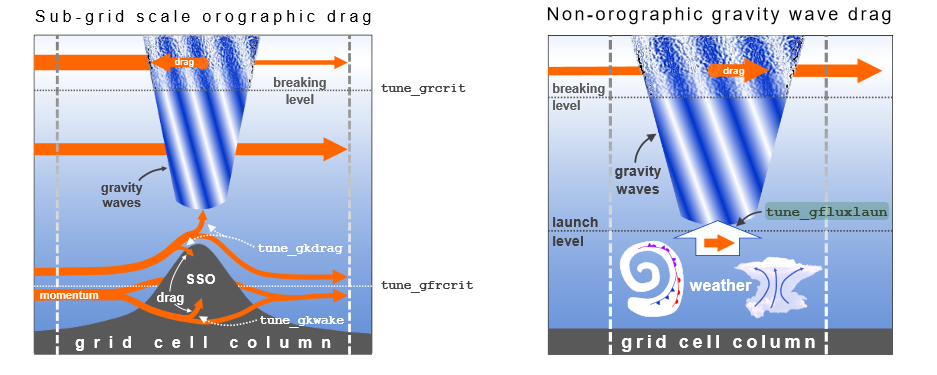 Sub-grid scale orographic drag
drag
breaking
level
tune_grcrit
gravity
waves
tune_gkdrag
SSO
tune_gfrcrit
momentum
drag
tune_gkwake
grid cell column
Non-orographic gravity wave drag
drag
breaking
level
gravity
waves
tune_gfluxlaun
launch
level
weather
grid cell column